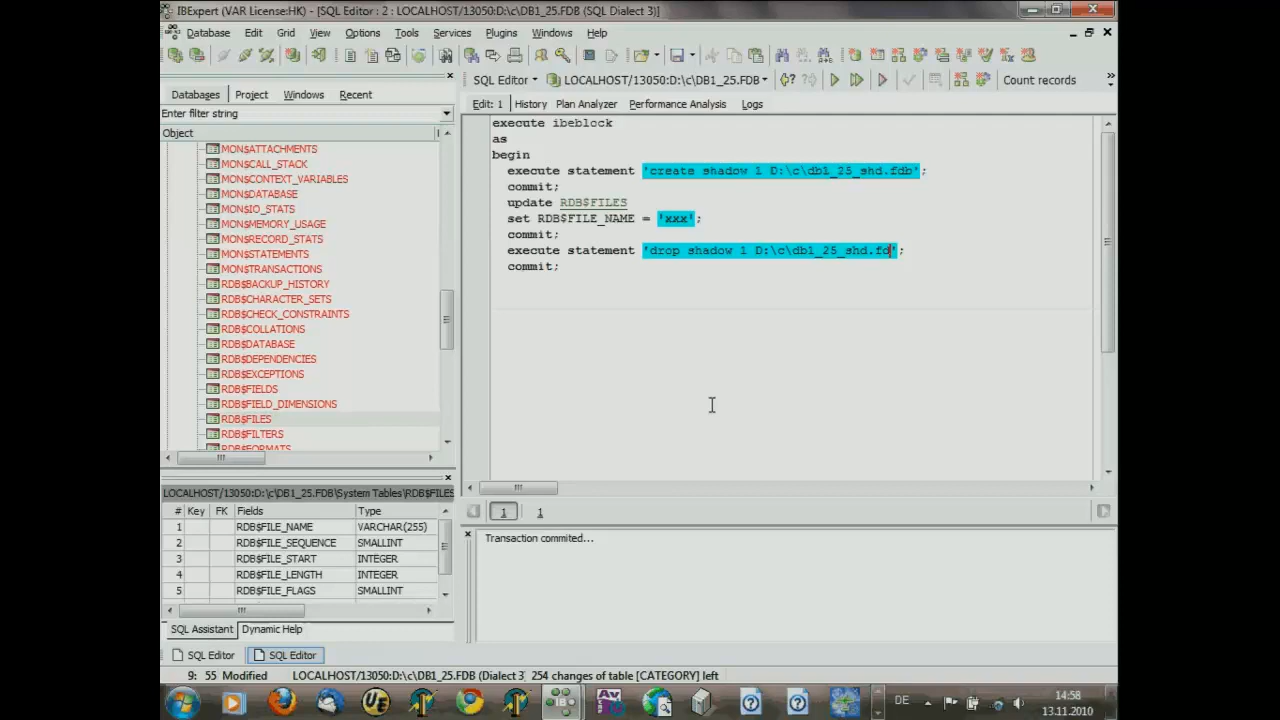 IBExpert (VAR License:HK) - [SQL Editor : 2 : LOCALHOST/13050:D:\c\DB1_25.FDB (SQL Dialect 3)]
Database Edit Grid View Options Tools Services Plugins Windows Help
SQL Editor LOCALHOST/13050:D:\c\DB1_25.FDB Count records
Databases Project Windows Recent
Enter filter string
Object
MON$ATTACHMENTS
MON$CALL_STACK
MON$CONTEXT_VARIABLES
MON$DATABASE
MON$IO_STATS
MON$MEMORY_USAGE
MON$RECORD_STATS
MON$STATEMENTS
MON$TRANSACTIONS
RDB$BACKUP_HISTORY
RDB$CHARACTER_SETS
RDB$CHECK_CONSTRAINTS
RDB$COLLATIONS
RDB$DATABASE
RDB$DEPENDENCIES
RDB$EXCEPTIONS
RDB$FIELDS
RDB$FIELD_DIMENSIONS
RDB$FILES
RDB$FILTERS
RDB$FORMATS
Edit: 1 History Plan Analyzer Performance Analysis Logs
execute ibeblock
as
begin
execute statement 'create shadow 1 D:\c\db1_25_shd.fdb';
commit;
update RDB$FILES
set RDB$FILE_NAME = 'xxx';
commit;
execute statement 'drop shadow 1 D:\c\db1_25_shd.fd';
commit;
1 1
Transaction commited...
LOCALHOST/13050:D:\c\DB1_25.FDB\System Tables\RDB$FILES
# Key FK Fields Type
1 RDB$FILE_NAME VARCHAR(255)
2 RDB$FILE_SEQUENCE SMALLINT
3 RDB$FILE_START INTEGER
4 RDB$FILE_LENGTH INTEGER
5 RDB$FILE_FLAGS SMALLINT
SQL Assistant Dynamic Help
SQL Editor SQL Editor
9: 55 Modified LOCALHOST/13050:D:\c\DB1_25.FDB (Dialect 3) 254 changes of table [CATEGORY] left
DE 14:58
13.11.2010